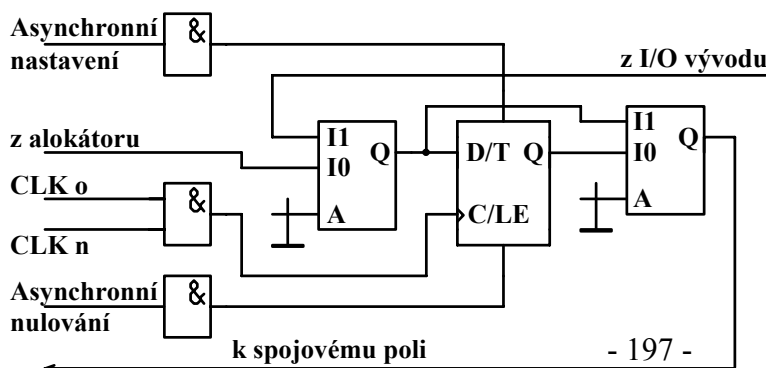 Asynchronní
nastavení
&
z I/O vývodu
z alokátoru
I1
I0
Q
A
D/T
Q
C/LE
I1
I0
Q
A
CLK o
CLK n
&
Asynchronní
nulování
&
k spojovému poli
- 197 -